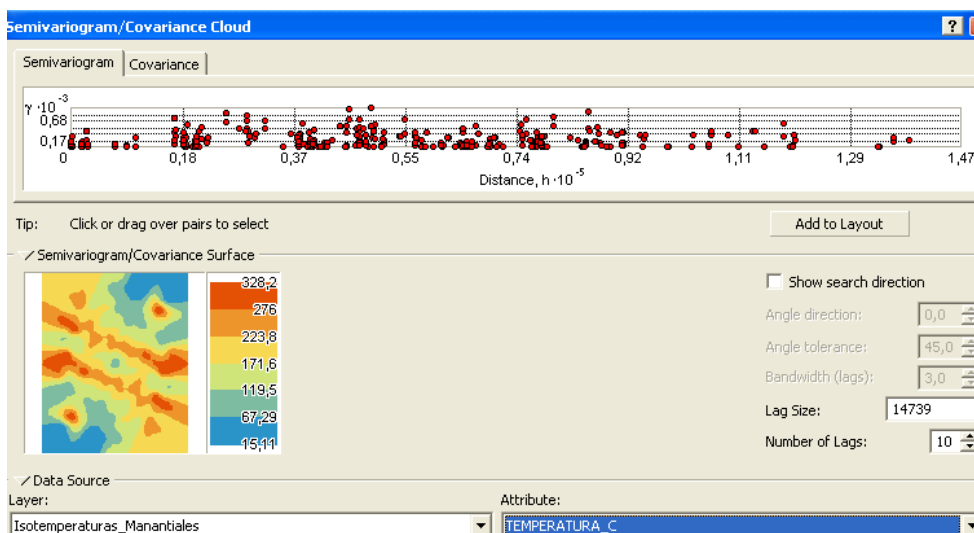 Semivariogram/Covariance Cloud
Semivariogram Covariance
γ ·10 -3
0,68
0,17
0 0,18 0,37 0,55 0,74 0,92 1,11 1,29 1,47
Distance, h ·10 -5
Tip: Click or drag over pairs to select
Add to Layout
Semivariogram/Covariance Surface
328,2
276
223,8
171,6
119,5
67,29
15,11
Show search direction
Angle direction: 0,0
Angle tolerance: 45,0
Bandwidth (lags): 3,0
Lag Size: 14739
Number of Lags: 10
Data Source
Layer: Attribute:
Isotemperaturas_Manantiales TEMPERATURA_C